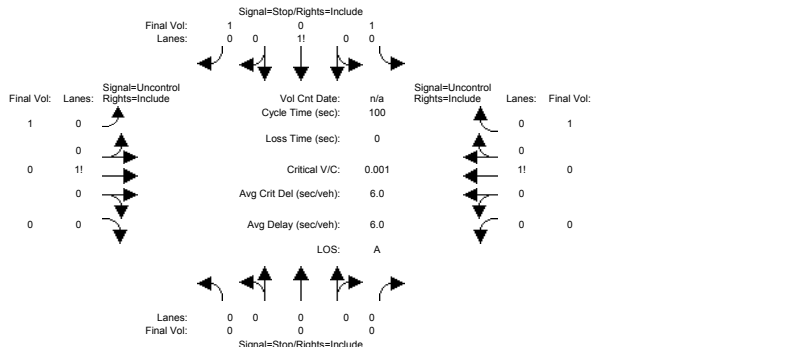 Signal=Stop/Rights=Include
Final Vol: 1 0 1
Lanes: 0 0 1! 0 0
Signal=Uncontrol Signal=Uncontrol
Final Vol: Lanes: Rights=Include Vol Cnt Date: n/a Rights=Include Lanes: Final Vol:
Cycle Time (sec): 100
1 0 0 1
Loss Time (sec): 0
0 0
0 1! Critical V/C: 0.001 1! 0
0 Avg Crit Del (sec/veh): 6.0 0
0 0 Avg Delay (sec/veh): 6.0 0 0
LOS: A
Lanes: 0 0 0 0 0
Final Vol: 0 0 0
Signal=Stop/Rights=Include